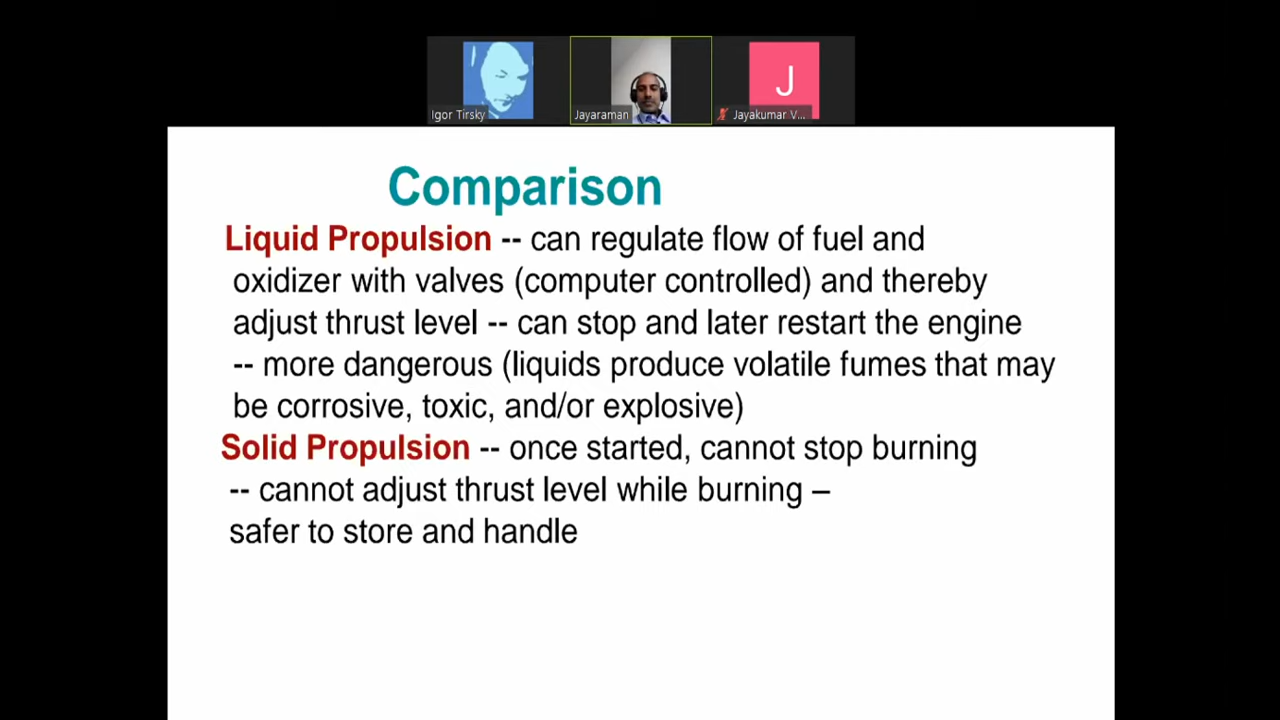 Igor Tirsky
Jayaraman
J
Jayakumar V...
Comparison
Liquid Propulsion -- can regulate flow of fuel and
oxidizer with valves (computer controlled) and thereby
adjust thrust level -- can stop and later restart the engine
-- more dangerous (liquids produce volatile fumes that may
be corrosive, toxic, and/or explosive)
Solid Propulsion -- once started, cannot stop burning
-- cannot adjust thrust level while burning –
safer to store and handle